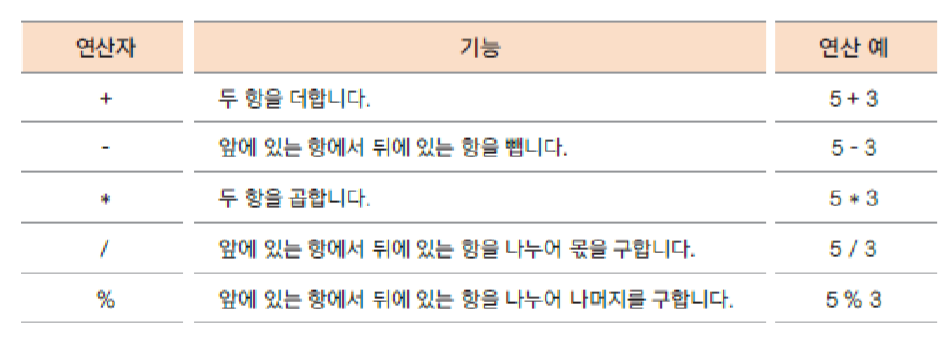 연산자 기능 연산 예
+ 두 항을 더합니다. 5 + 3
- 앞에 있는 항에서 뒤에 있는 항을 뺍니다. 5 - 3
* 두 항을 곱합니다. 5 * 3
/ 앞에 있는 항에서 뒤에 있는 항을 나누어 몫을 구합니다. 5 / 3
% 앞에 있는 항에서 뒤에 있는 항을 나누어 나머지를 구합니다. 5 % 3